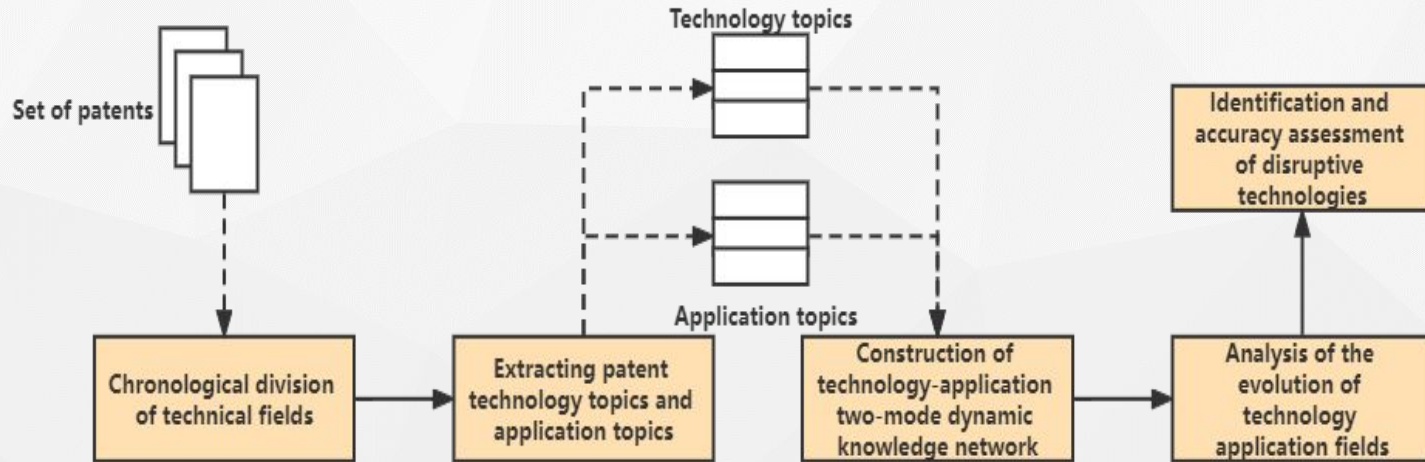 Technology topics
Set of patents
Identification and
accuracy assessment
of disruptive
technologies
Application topics
Chronological division
of technical fields
Extracting patent
technology topics and
application topics
Construction of
technology-application
two-mode dynamic
knowledge network
Analysis of the
evolution of
technology
application fields